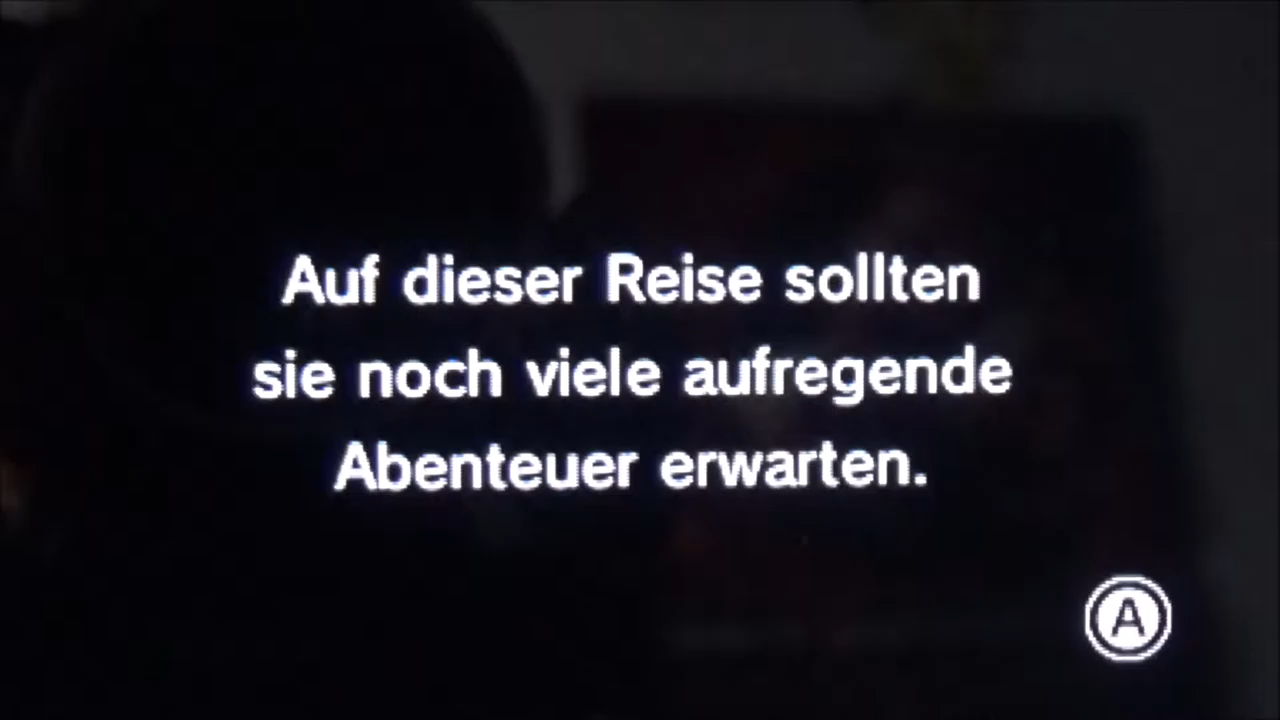 Auf dieser Reise sollten
sie noch viele aufregende
Abenteuer erwarten.
A